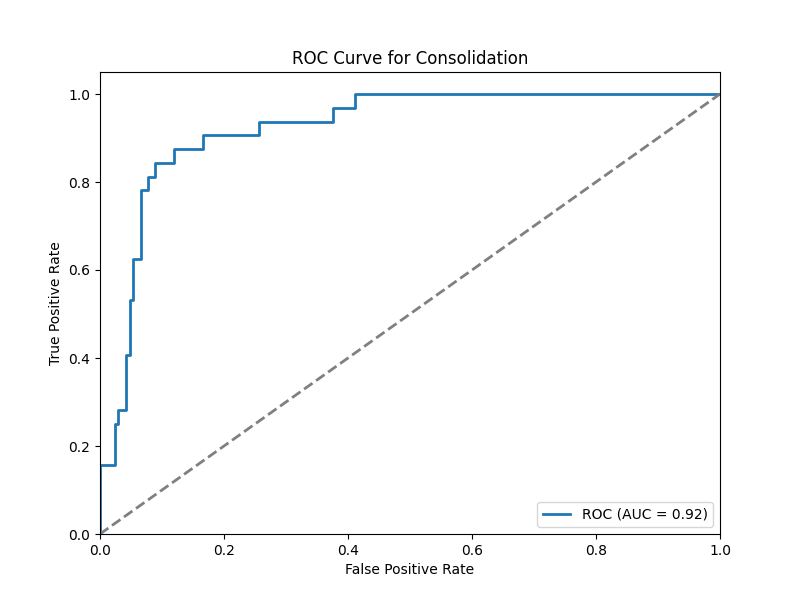 ROC Curve for Consolidation
True Positive Rate
1.0
0.8
0.6
0.4
0.2
0.0
ROC (AUC = 0.92)
0.0 0.2 0.4 0.6 0.8 1.0
False Positive Rate